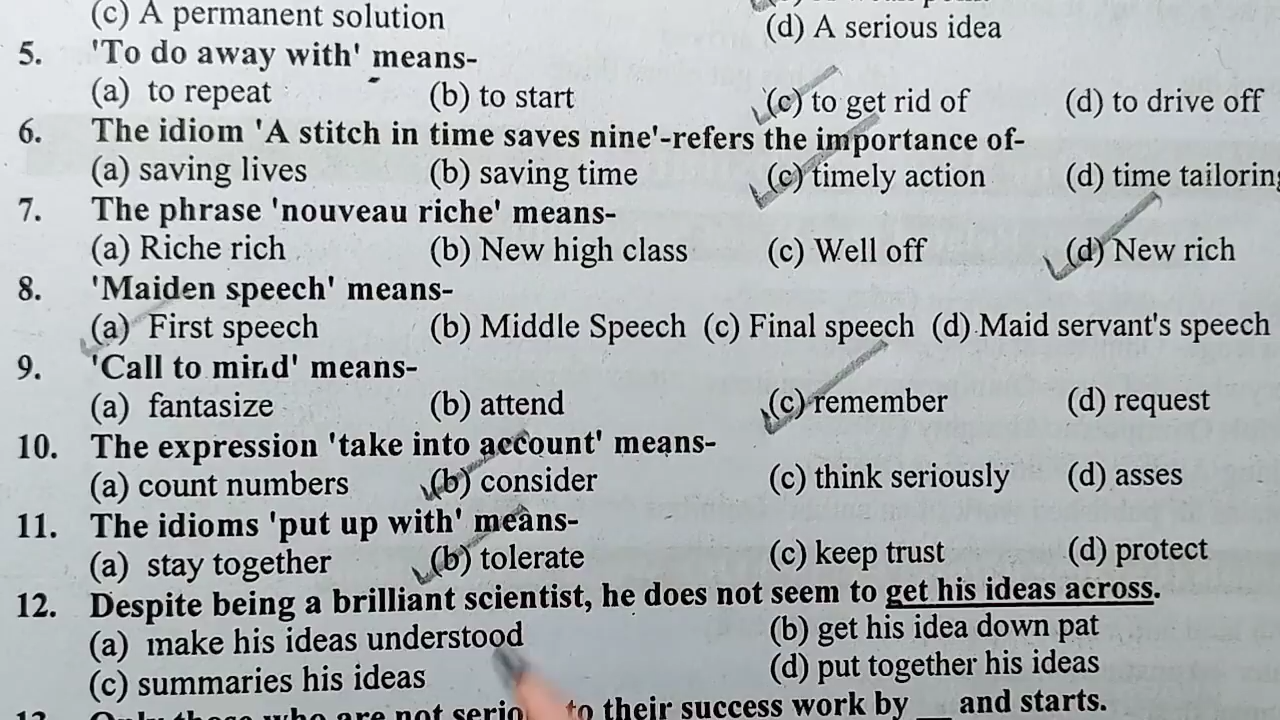 (c) A permanent solution
(d) A serious idea
5. 'To do away with' means-
(a) to repeat (b) to start (c) to get rid of (d) to drive off
6. The idiom 'A stitch in time saves nine'-refers the importance of-
(a) saving lives (b) saving time (c) timely action (d) time tailoring
7. The phrase 'nouveau riche' means-
(a) Riche rich (b) New high class (c) Well off (d) New rich
8. 'Maiden speech' means-
(a) First speech (b) Middle Speech (c) Final speech (d) Maid servant's speech
9. 'Call to mind' means-
(a) fantasize (b) attend (c) remember (d) request
10. The expression 'take into account' means-
(a) count numbers (b) consider (c) think seriously (d) asses
11. The idioms 'put up with' means-
(a) stay together (b) tolerate (c) keep trust (d) protect
12. Despite being a brilliant scientist, he does not seem to get his ideas across.
(a) make his ideas understood (b) get his idea down pat
(c) summaries his ideas (d) put together his ideas
who are not to their success work by __ and starts.